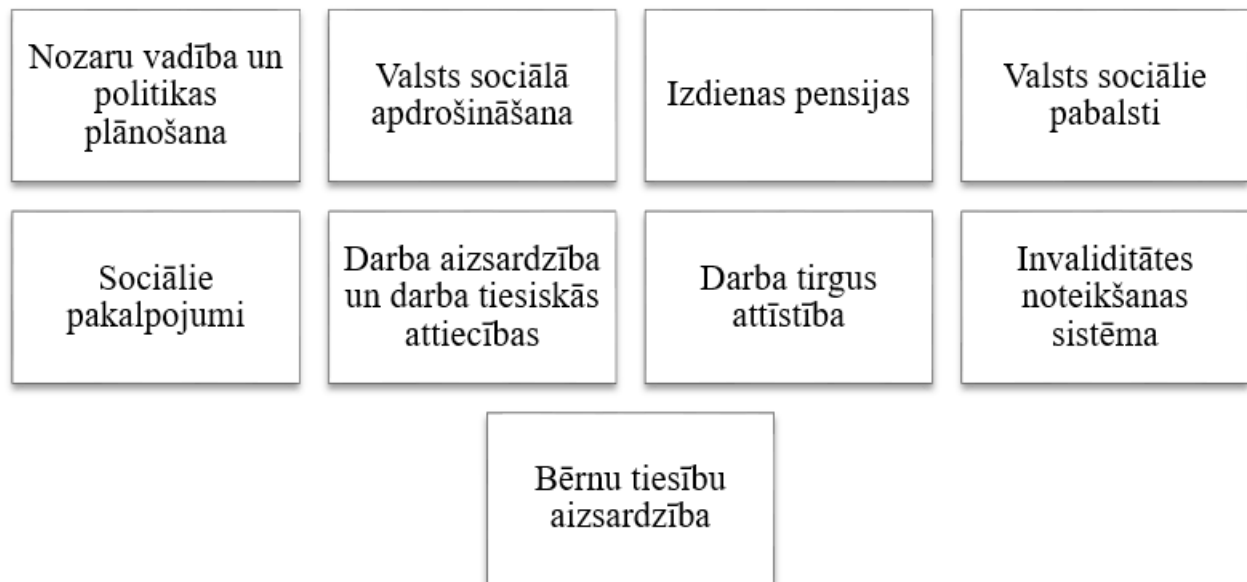 Nozaru vadība un
politikas
plānošana
Valsts sociālā
apdrošināšana
Izdienas pensijas
Valsts sociālie
pabalsti
Sociālie
pakalpojumi
Darba aizsardzība
un darba tiesiskās
attiecības
Darba tirgus
attīstība
Invaliditātes
noteikšanas
sistēma
Bērnu tiesību
aizsardzība